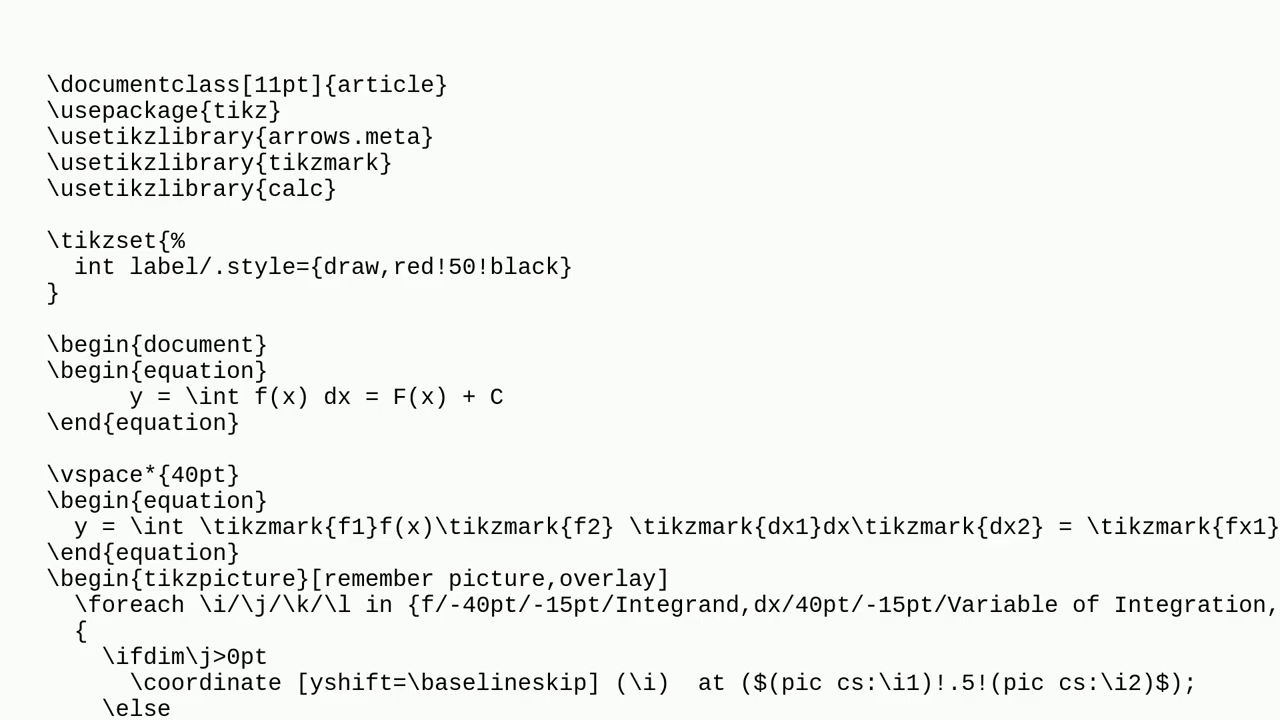 \documentclass[11pt]{article}
\usepackage{tikz}
\usetikzlibrary{arrows.meta}
\usetikzlibrary{tikzmark}
\usetikzlibrary{calc}
\tikzset{%
  int label/.style={draw,red!50!black}
}
\begin{document}
\begin{equation}
      y = \int f(x) dx = F(x) + C
\end{equation}
\vspace*{40pt}
\begin{equation}
  y = \int \tikzmark{f1}f(x)\tikzmark{f2} \tikzmark{dx1}dx\tikzmark{dx2} = \tikzmark{fx1}
\end{equation}
\begin{tikzpicture}[remember picture,overlay]
  \foreach \i/\j/\k/\l in {f/-40pt/-15pt/Integrand,dx/40pt/-15pt/Variable of Integration,
  {
    \ifdim\j>0pt
      \coordinate [yshift=\baselineskip] (\i)  at ($(pic cs:\i1)!.5!(pic cs:\i2)$);
    \else